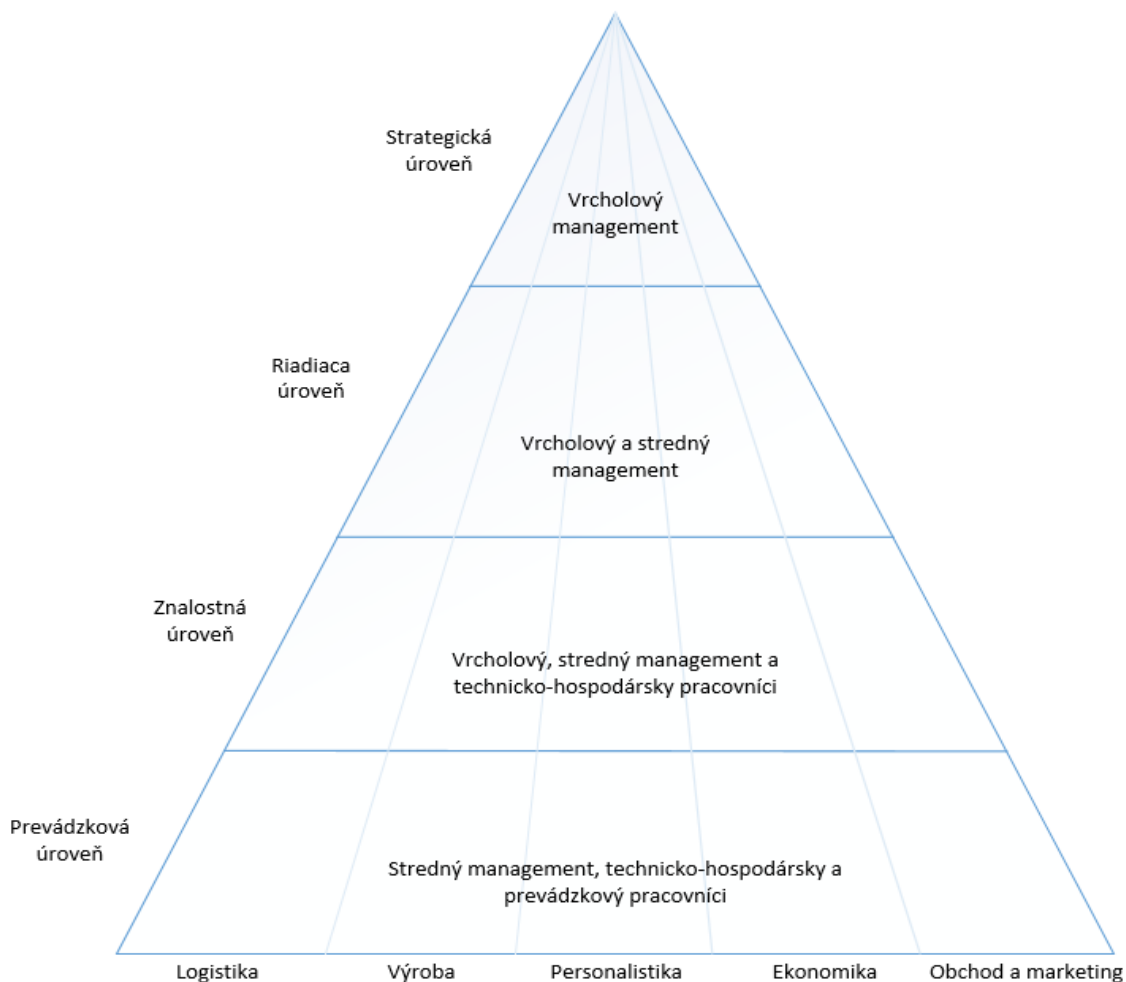 Strategická
úroveň
Vrcholový
management
Riadiaca
úroveň
Vrcholový a stredný
management
Znalostná
úroveň
Vrcholový, stredný management a
technicko-hospodársky pracovníci
Prevádzková
úroveň
Stredný management, technicko-hospodársky a
prevádzkový pracovníci
Logistika
Výroba
Personalistika
Ekonomika
Obchod a marketing